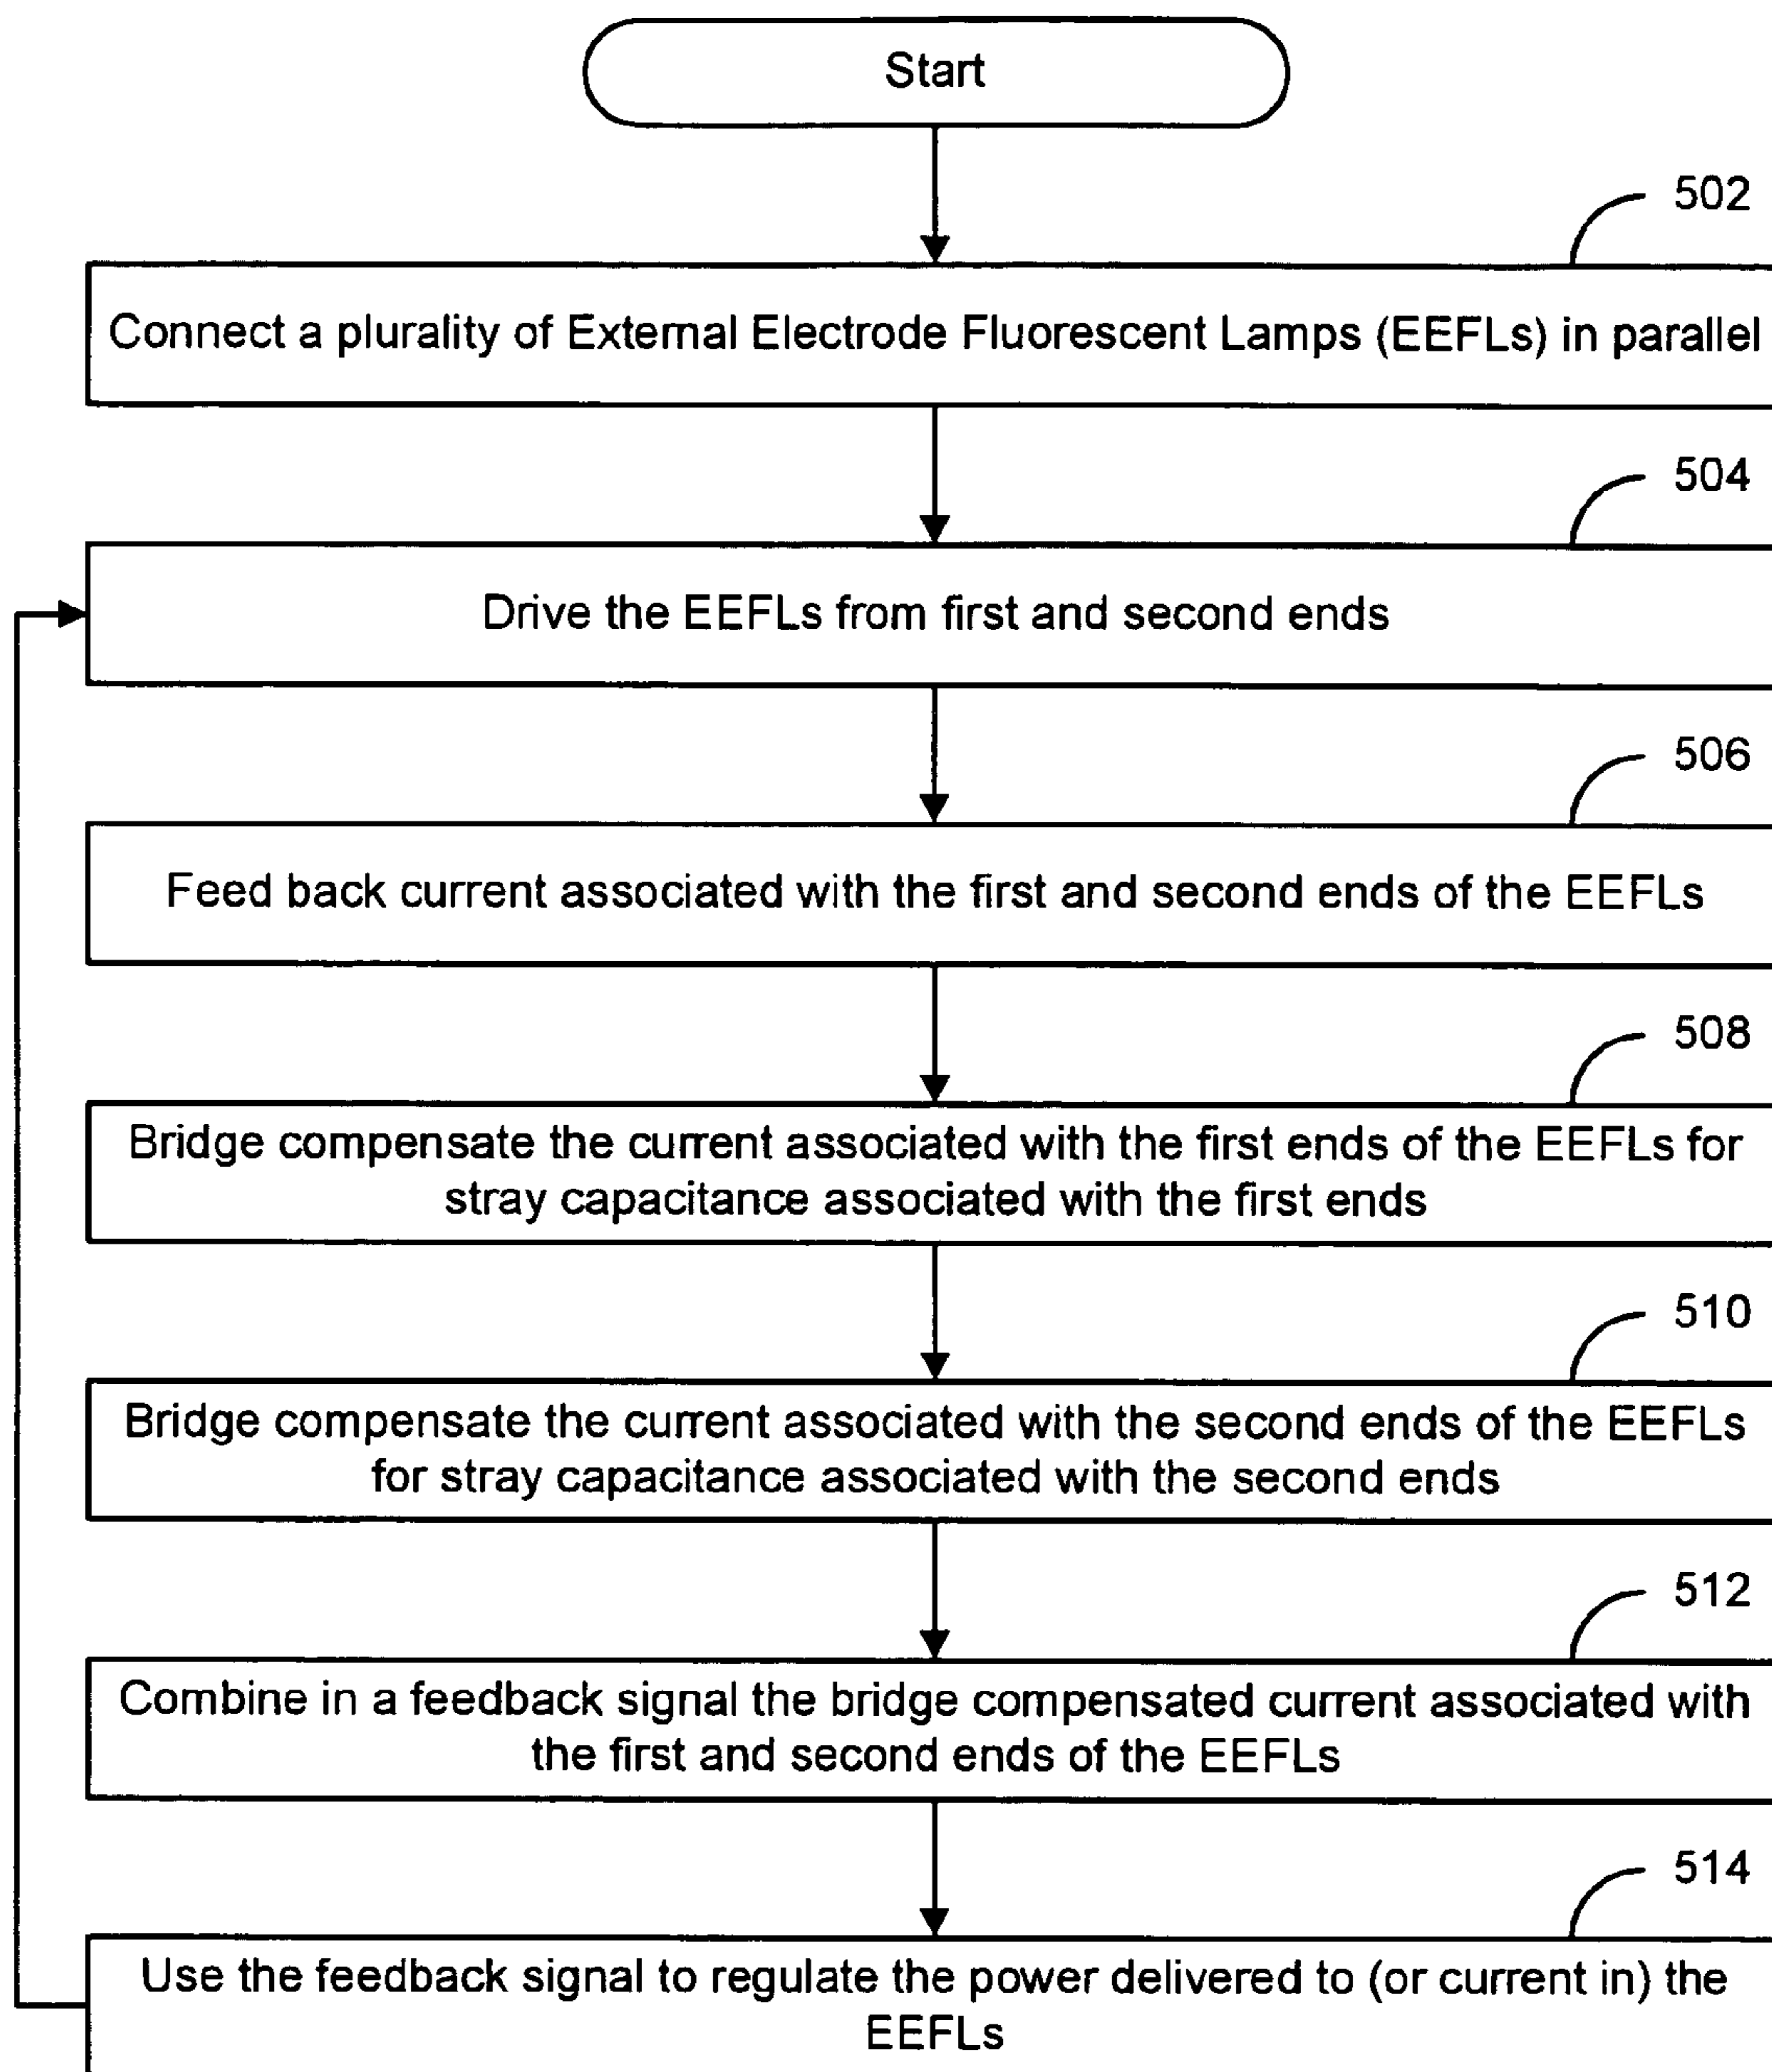 Start
502
Connect a plurality of External Electrode Fluorescent Lamps (EEFLs) in parallel
504
Drive the EEFLs from first and second ends
506
Feed back current associated with the first and second ends of the EEFLs
508
Bridge compensate the current associated with the first ends of the EEFLs for
stray capacitance associated with the first ends
510
Bridge compensate the current associated with the second ends of the EEFLs
for stray capacitance associated with the second ends
512
Combine in a feedback signal the bridge compensated current associated with
the first and second ends of the EEFLs
514
Use the feedback signal to regulate the power delivered to (or current in) the
EEFLs